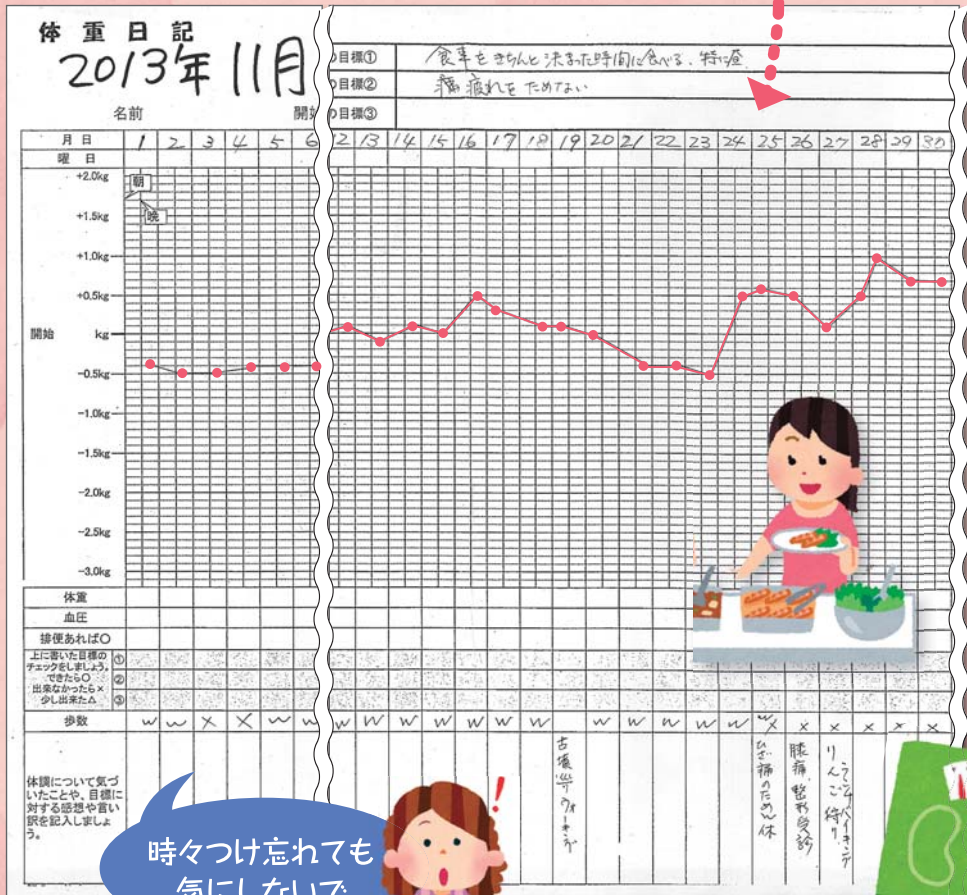 体重日記
2013年 11月
の目標① 食事をきちんと決まった時間に食べる、特に
の目標② 疲れをためない
名前 開始 の目標③
月 日 1 2 3 4 5 6 12 13 14 15 16 17 18 19 20 21 22 23 24 25 26 27 28 29 30
曜 日
+2.0kg
朝
晩
+1.5kg
+1.0kg
+0.5kg
開始 kg
-0.5kg
-1.0kg
-1.5kg
-2.0kg
-2.5kg
-3.0kg
体重
血圧
排便あれば○
上に書いた目標の
チェックをしましょう。
できたら○
出来なかったら×
少し出来た△
①
②
③
歩数 w w × × w w w w w w w w w w w w w w w/× × × × × ×
体調について気づ
いたことや、目標に
対する感想や言い
訳を記入しましょ
う。
古墳 ウォーキング
ひざ痛のため 休
膝痛、整形受診
りんご狩り
ランチバイキング
時々つけ忘れても
気にしないで